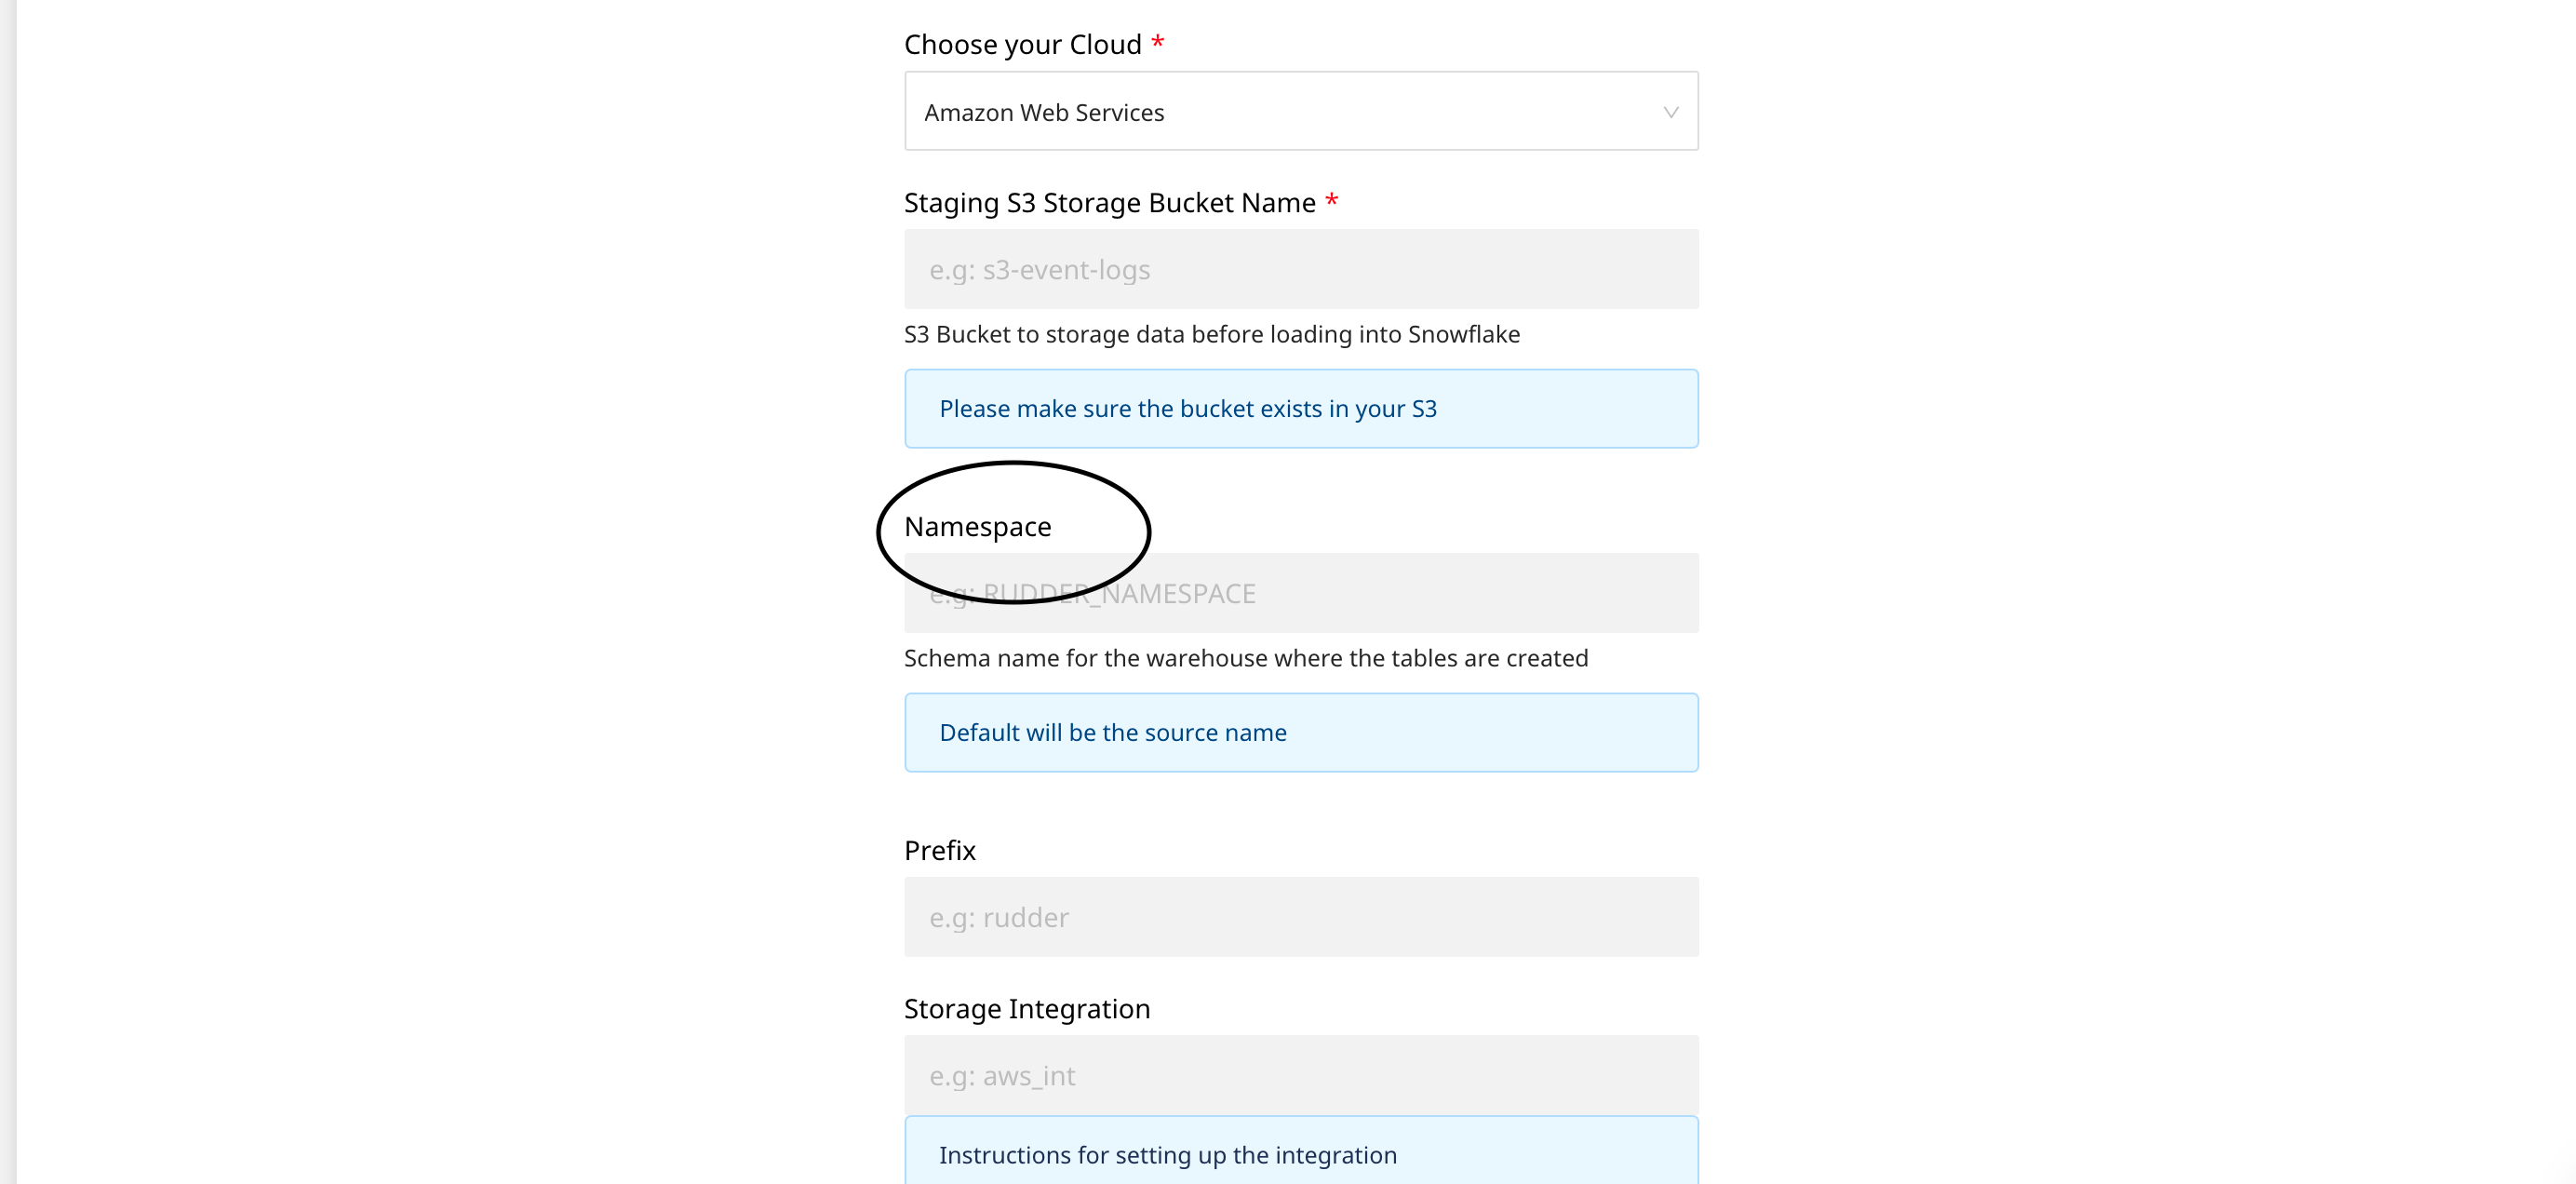 Choose your Cloud *
Amazon Web Services
Staging S3 Storage Bucket Name *
e.g: s3-event-logs
S3 Bucket to storage data before loading into Snowflake
Please make sure the bucket exists in your S3
Namespace
e.g: RUDDER_NAMESPACE
Schema name for the warehouse where the tables are created
Default will be the source name
Prefix
e.g: rudder
Storage Integration
e.g: aws_int
Instructions for setting up the integration